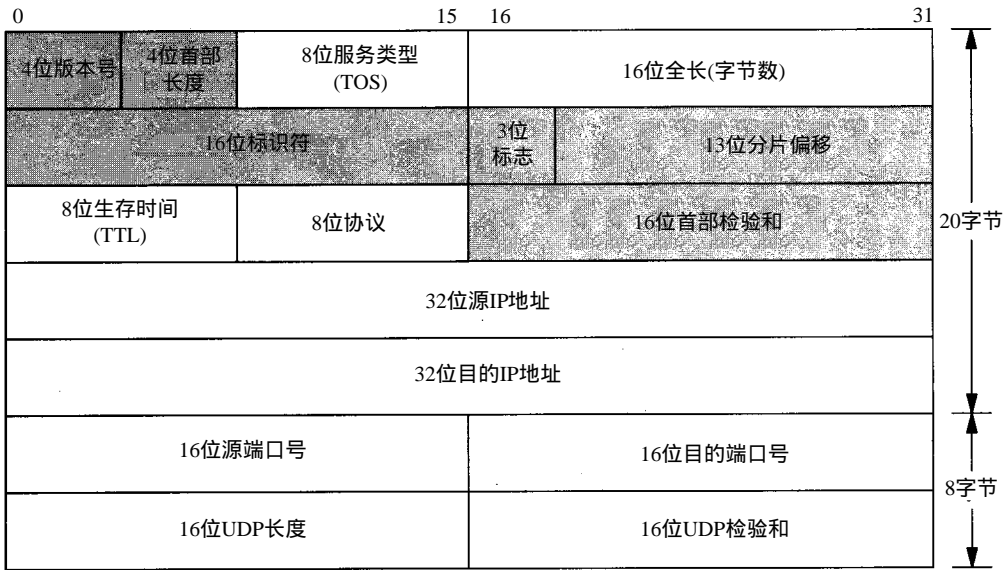 0 15 16 31
4位版本号
4位首部
长度
8位服务类型
(TOS)
16位全长(字节数)
16位标识符
3位
标志
13位分片偏移
8位生存时间
(TTL)
8位协议
16位首部检验和
20字节
32位源IP地址
32位目的IP地址
16位源端口号
16位目的端口号
8字节
16位UDP长度
16位UDP检验和